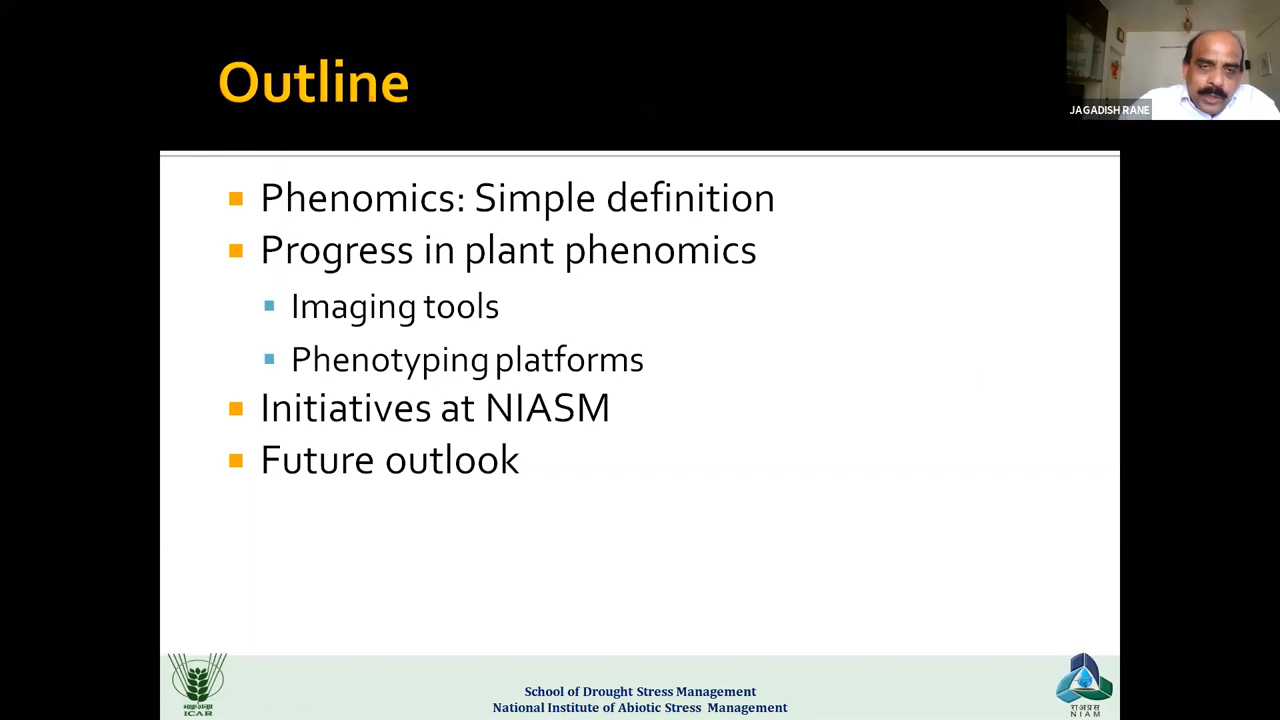 Outline
JAGADISH RANE
Phenomics: Simple definition
Progress in plant phenomics
Imaging tools
Phenotyping platforms
Initiatives at NIASM
Future outlook
ICAR
School of Drought Stress Management
National Institute of Abiotic Stress Management
NIAM